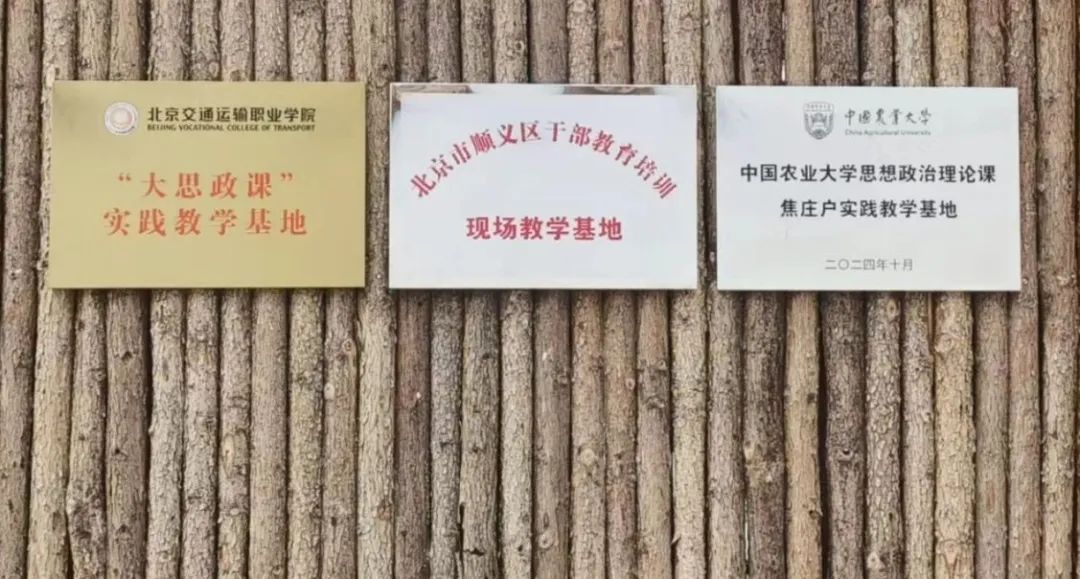 北京交通运输职业学院
BEIJING VOCATIONAL COLLEGE OF TRANSPORT
“大思政课”
实践教学基地
北京市顺义区干部教育培训
现场教学基地
中国农业大学
China Agricultural University
中国农业大学思想政治理论课
焦庄户实践教学基地
二〇二四年十月